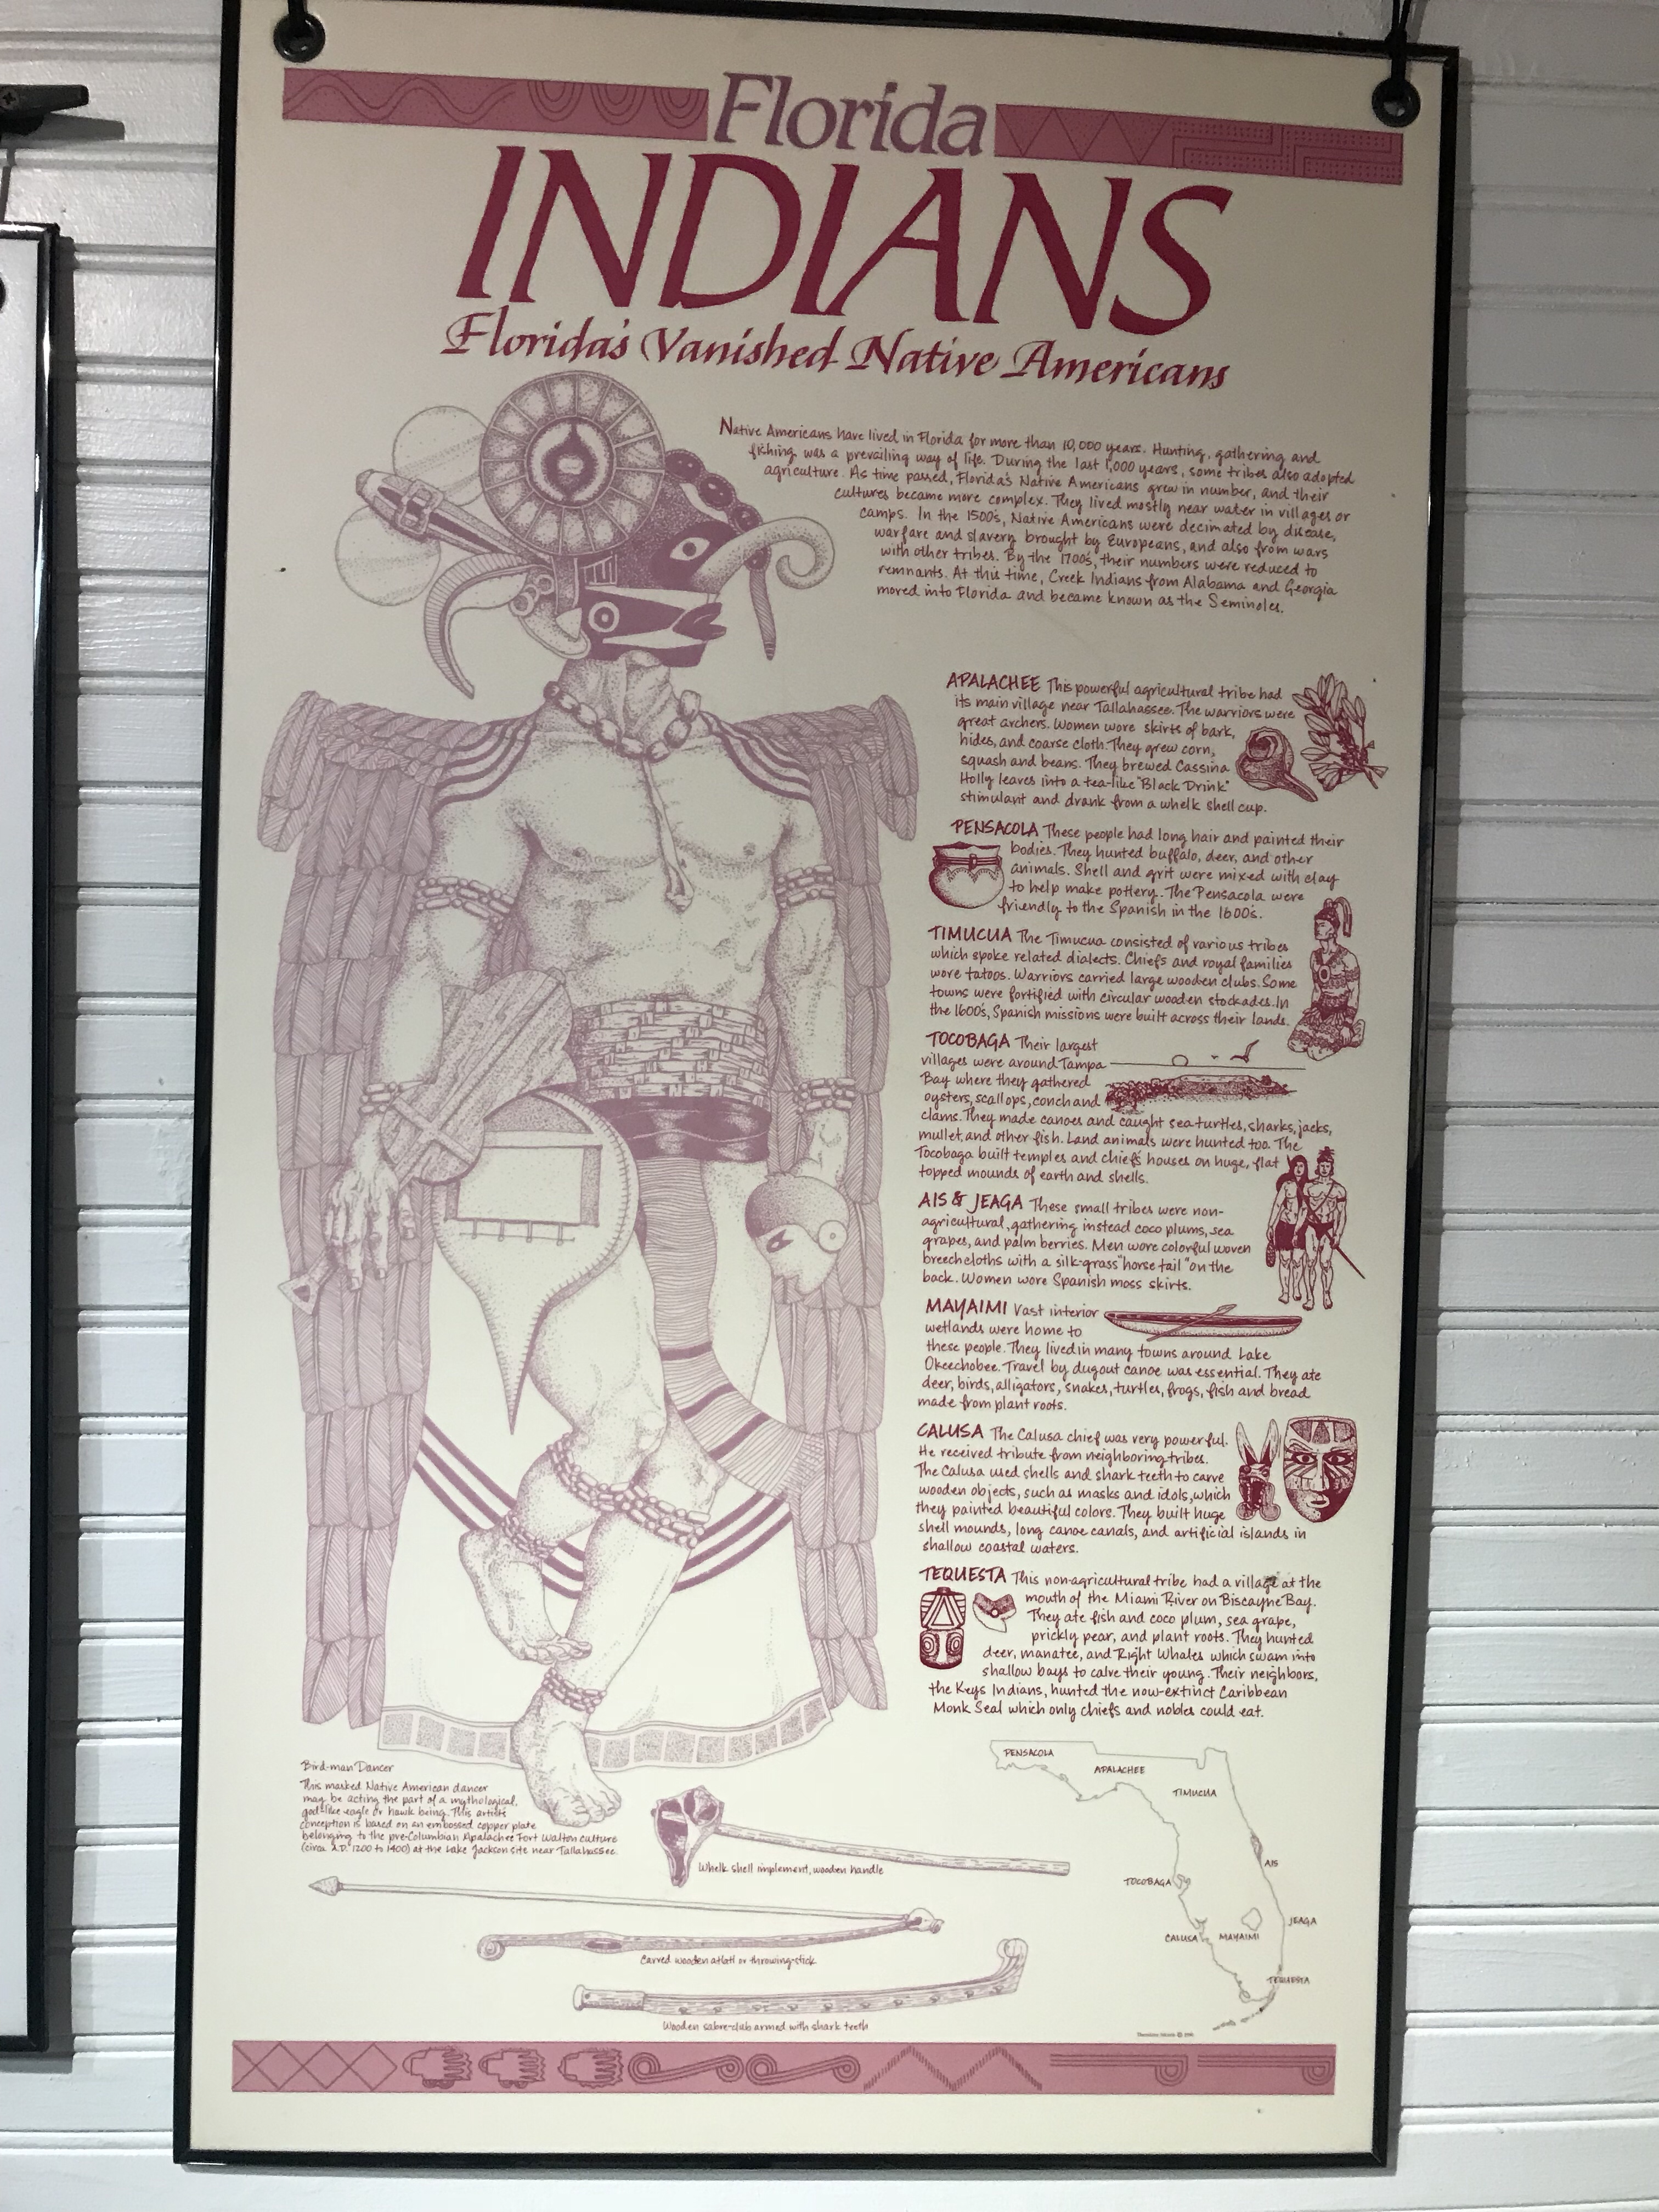 Florida
INDIANS
Florida's Vanished Native Americans
Native Americans have lived in Florida for more than 10,000 years. Hunting, gathering and
fishing was a prevailing way of life. During the last 1,000 years, some tribes also adopted
agriculture. As time passed, Florida's Native Americans grew in number, and their
cultures became more complex. They lived mostly near water in villages or
camps. In the 1500's, Native Americans were decimated by disease,
warfare and slavery brought by Europeans, and also from wars
with other tribes. By the 1700's, their numbers were reduced to
remnants. At this time, Creek Indians from Alabama and Georgia
moved into Florida and became known as the Seminoles.
APALACHEE This powerful agricultural tribe had
its main village near Tallahassee. The warriors were
great archers. Women wore skirts of bark,
hides, and coarse cloth. They grew corn,
squash and beans. They brewed Cassina
Holly leaves into a tea-like "Black Drink"
stimulant and drank from a whelk shell cup.
PENSACOLA These people had long hair and painted their
bodies. They hunted buffalo, deer, and other
animals. Shell and grit were mixed with clay
to help make pottery. The Pensacola were
friendly to the Spanish in the 1600's.
TIMUCUA The Timucua consisted of various tribes
which spoke related dialects. Chiefs and royal families
wore tatoos. Warriors carried large wooden clubs. Some
towns were fortified with circular wooden stockades. In
the 1600's, Spanish missions were built across their lands.
TOCOBAGA Their largest
villages were around Tampa
Bay where they gathered
oysters, scallops, conch and
clams. They made canoes and caught sea turtles, sharks, jacks,
mullet, and other fish. Land animals were hunted too. The
Tocobaga built temples and chiefs' houses on huge, flat
topped mounds of earth and shells.
AIS & JEAGA These small tribes were non-
agricultural, gathering instead coco plums, sea
grapes, and palm berries. Men wore colorful woven
breechcloths with a silk-grass "horse tail" on the
back. Women wore Spanish moss skirts.
MAYAIMI Vast interior
wetlands were home to
these people. They lived in many towns around Lake
Okeechobee. Travel by dugout canoe was essential. They ate
deer, birds, alligators, snakes, turtles, frogs, fish and bread
made from plant roots.
CALUSA The Calusa chief was very powerful.
He received tribute from neighboring tribes.
The Calusa used shells and shark teeth to carve
wooden objects, such as masks and idols, which
they painted beautiful colors. They built huge
shell mounds, long canoe canals, and artificial islands in
shallow coastal waters.
TEQUESTA This non-agricultural tribe had a village at the
mouth of the Miami River on Biscayne Bay.
They ate fish and coco plum, sea grape,
prickly pear, and plant roots. They hunted
deer, manatee, and Right Whales which swam into
shallow bays to calve their young. Their neighbors,
the Keys Indians, hunted the now-extinct Caribbean
Monk Seal which only chiefs and nobles could eat.
Bird-man Dancer
This masked Native American dancer
may be acting the part of a mythological,
god-like eagle or hawk being. This artist's
conception is based on an embossed copper plate
belonging to the pre-Columbian Apalachee Fort Walton culture
(circa A.D. 1200 to 1400) at the Lake Jackson site near Tallahassee.
Whelk shell implement, wooden handle
Carved wooden atlatl or throwing-stick
Wooden sabre-club armed with shark teeth
PENSACOLA
APALACHEE
TIMUCUA
AIS
TOCOBAGA
JEAGA
CALUSA
MAYAIMI
TEQUESTA